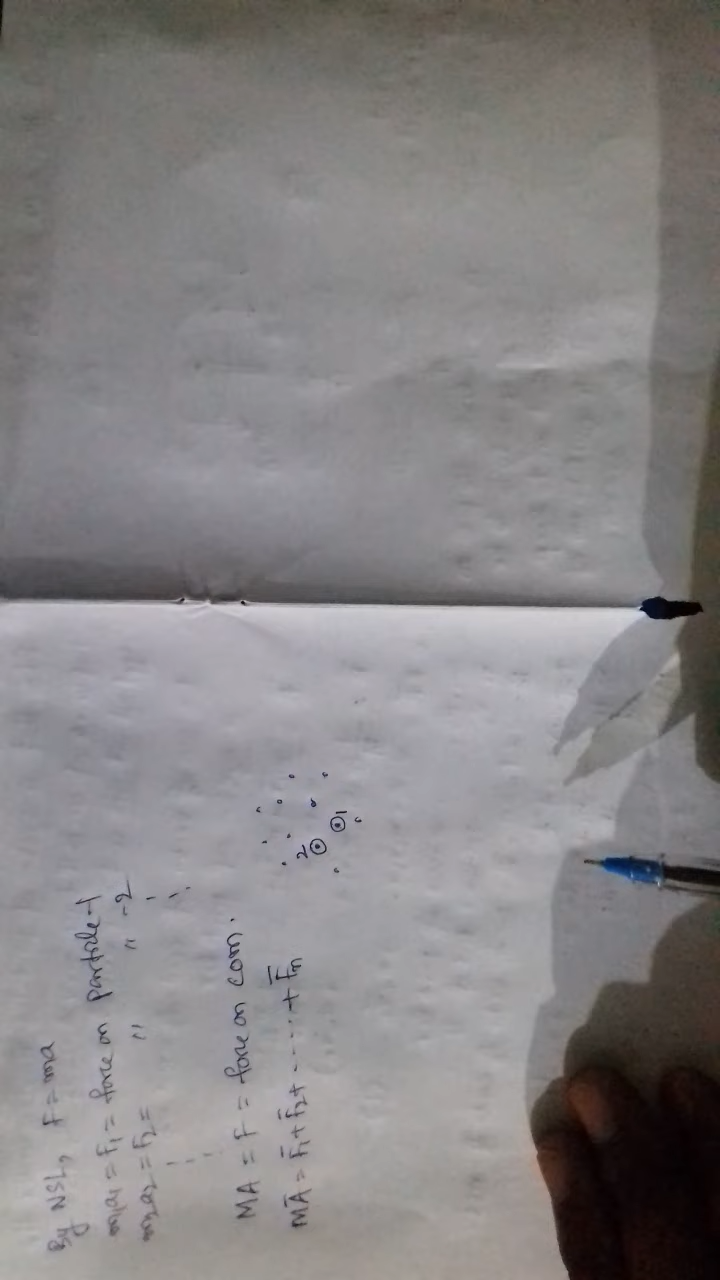 By NSL, F = ma
m₁a₁ = F₁ = force on particle-1
m₂a₂ = F₂ = " " -2
MA = F = force on com.
MA̅ = F̅₁ + F̅₂ + ----- + F̅n
2
1